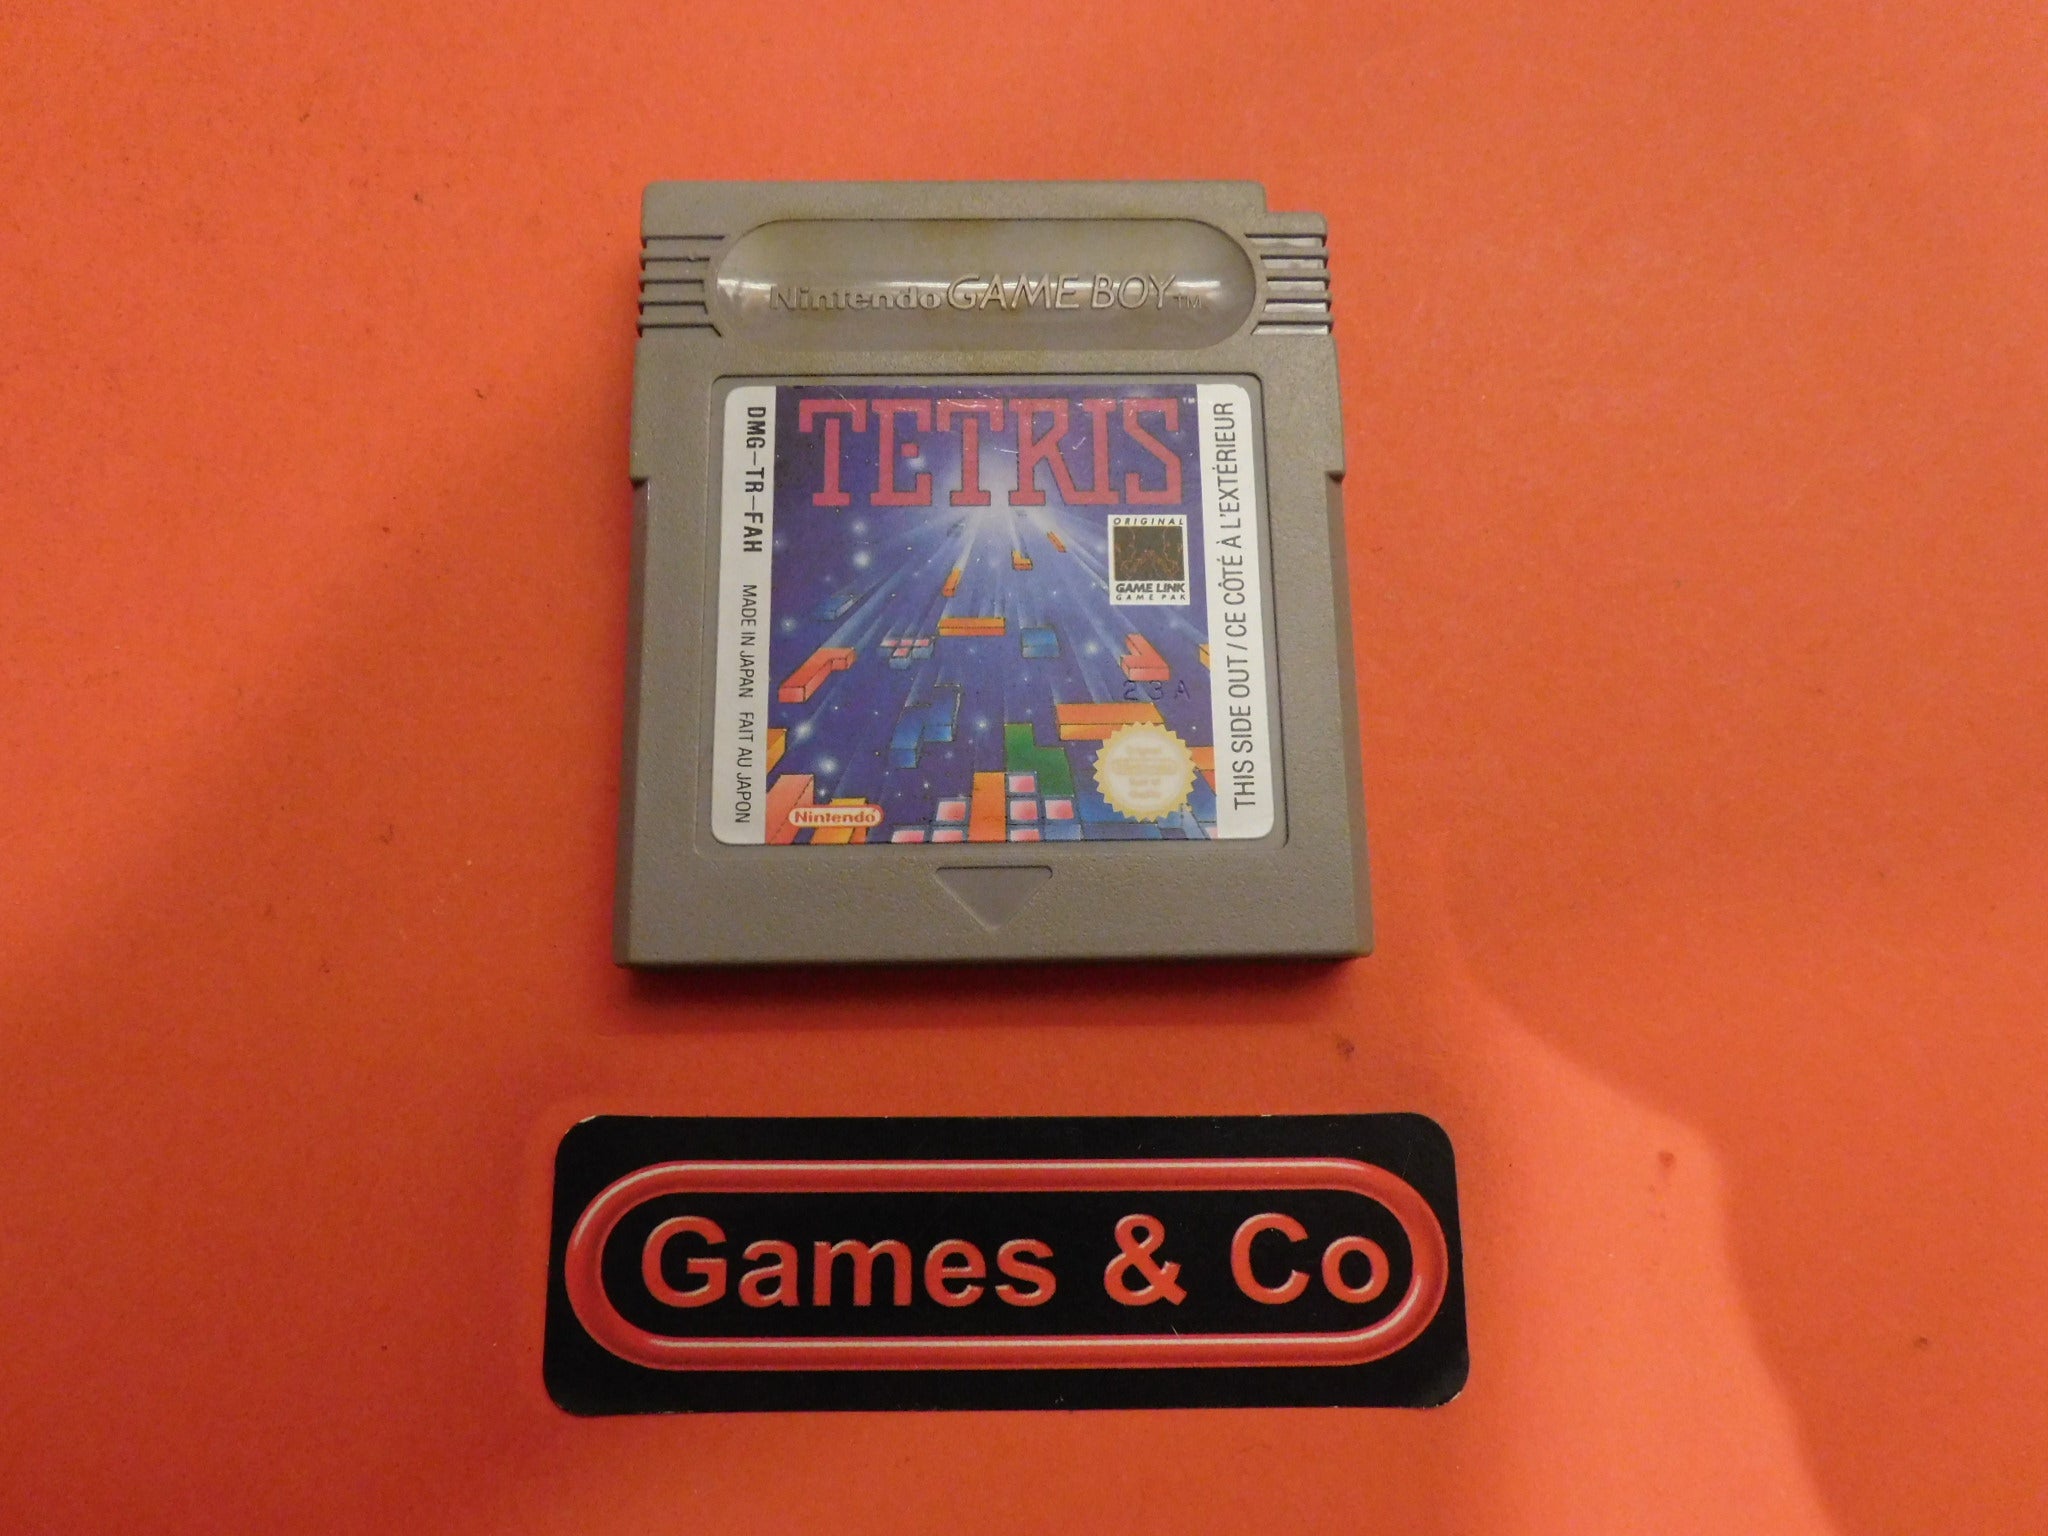 Nintendo GAME BOY™
DMG-TR-FAH MADE IN JAPAN FAIT AU JAPON
TETRIS™
ORIGINAL
GAME LINK
GAME PAK
23A
Nintendo
THIS SIDE OUT / CE CÔTÉ À L'EXTÉRIEUR
Games & Co